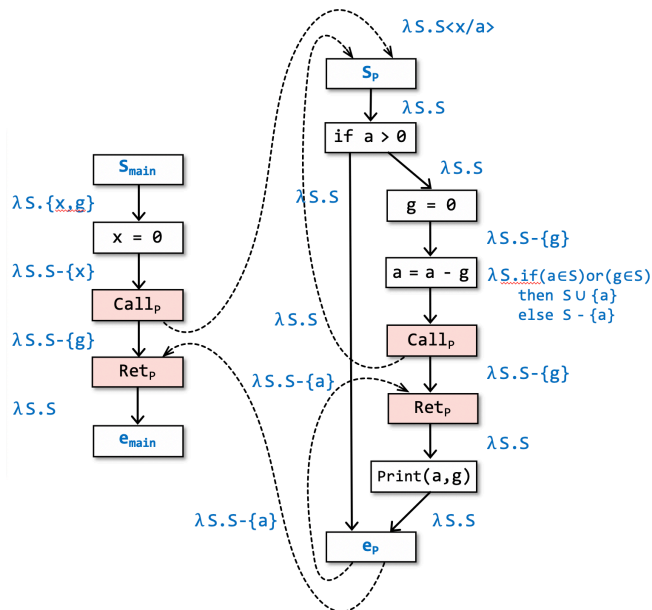 λS.S<x/a>
Sp
λS.S
if a > 0
Smain
λS.S
λS.{x,g}
λS.S
g = 0
x = 0
λS.S-{g}
λS.S-{x}
a = a - g
λS.if(a∈S)or(g∈S)
then S ∪ {a}
else S - {a}
Callp
λS.S
Callp
λS.S-{g}
Retp
λS.S-{a}
λS.S-{g}
Retp
λS.S
λS.S
emain
Print(a,g)
λS.S-{a}
λS.S
ep